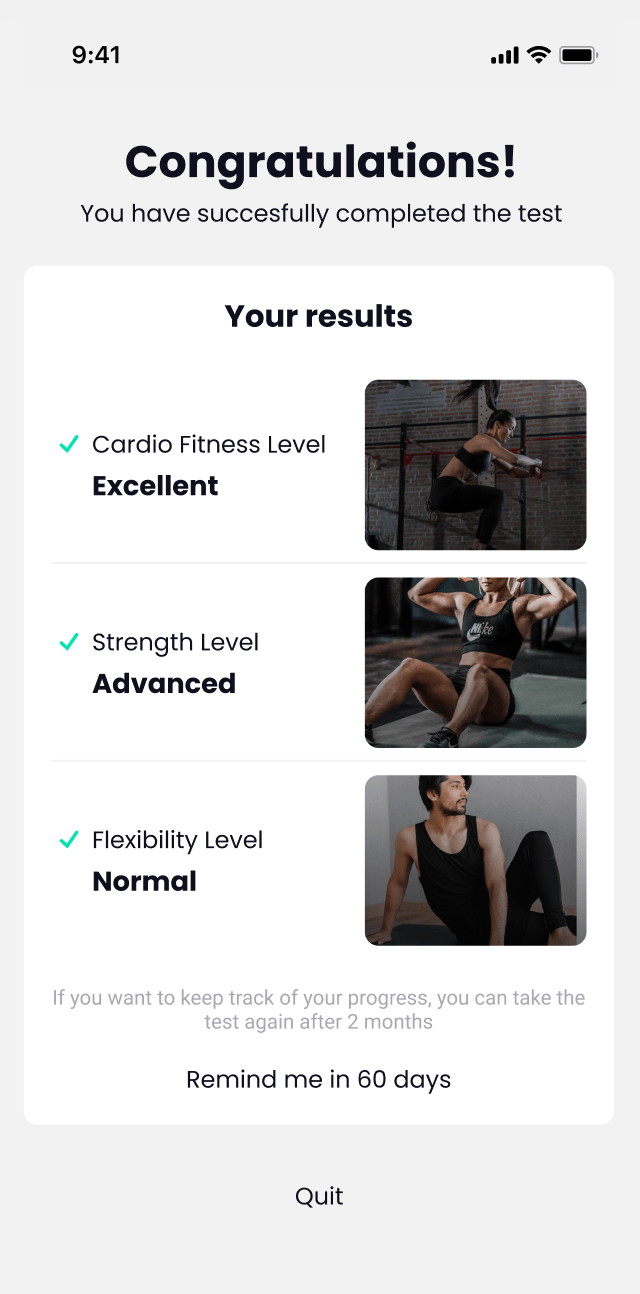 9:41
Congratulations!
You have succesfully completed the test
Your results
Cardio Fitness Level
Excellent
Strength Level
Advanced
NIke
Flexibility Level
Normal
If you want to keep track of your progress, you can take the
test again after 2 months
Remind me in 60 days
Quit